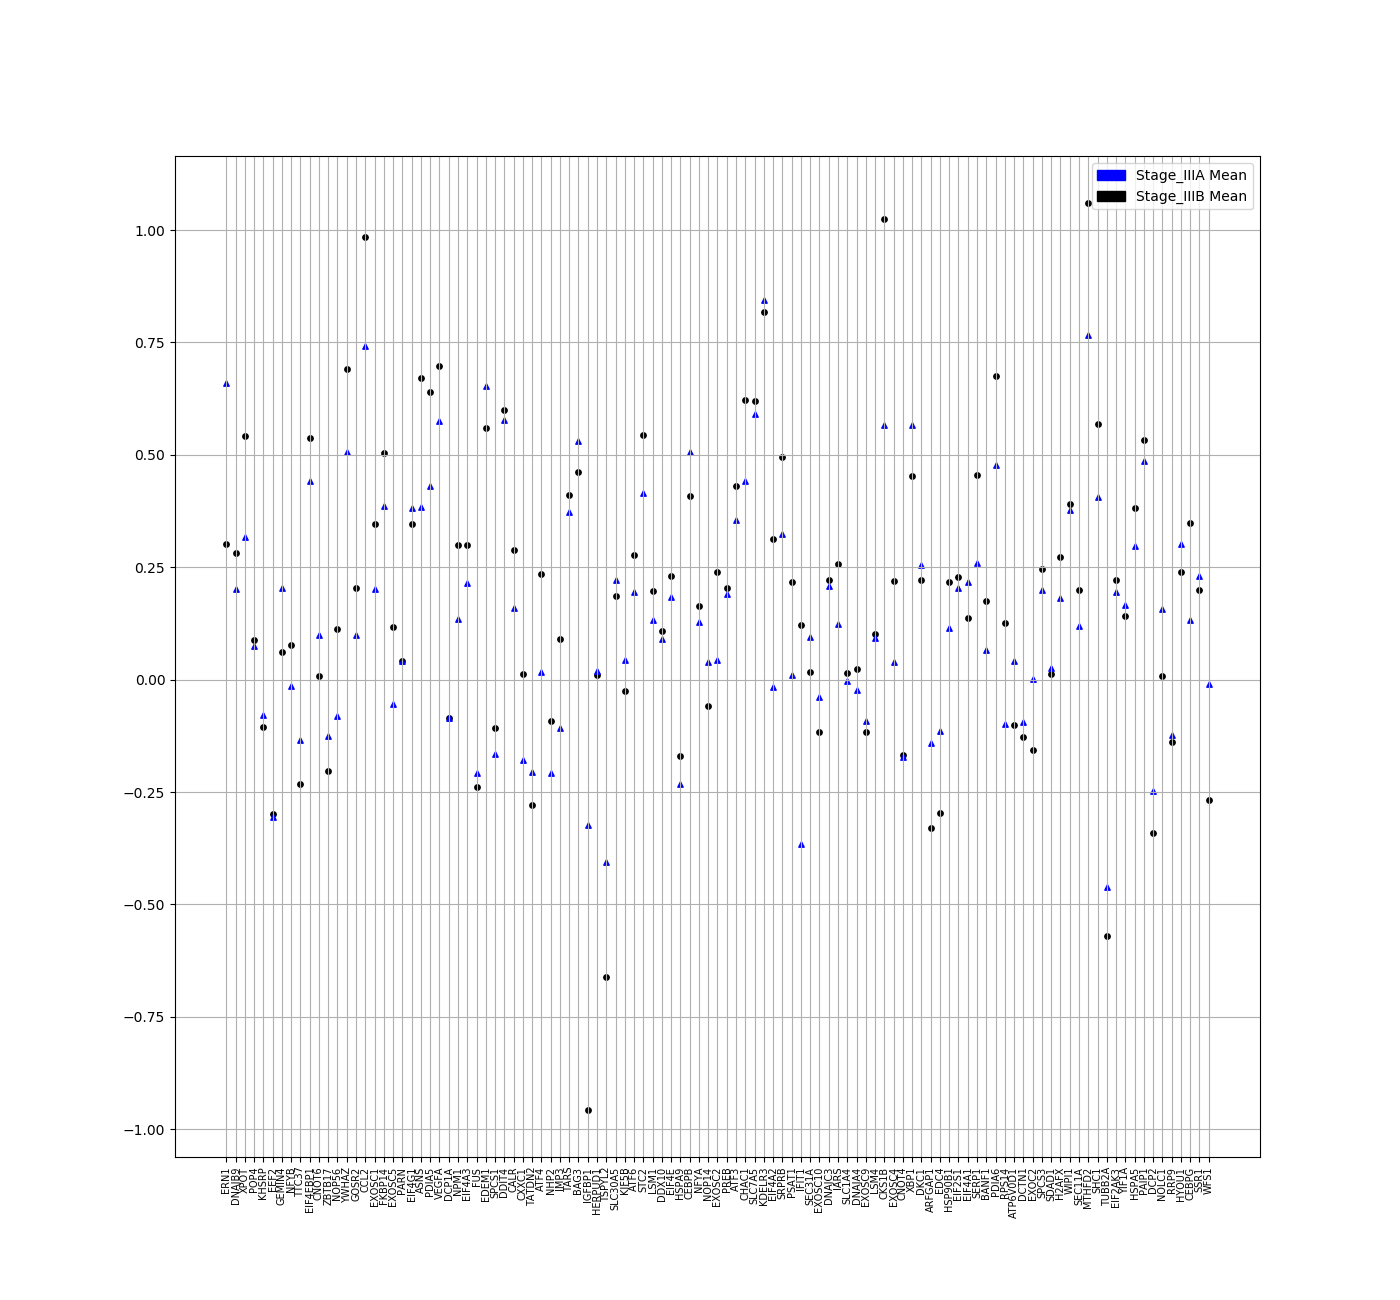 Stage_IIIA Mean
Stage_IIIB Mean
1.00
0.75
0.50
0.25
0.00
−0.25
−0.50
−0.75
−1.00
ERN1
DNAJB9
XPOT
POP4
KHSRP
EEF2
GEMIN4
NFYB
TTC37
EIF4EBP1
CNOT6
ZBTB17
NOP56
YWHAZ
GOSR2
CCL2
EXOSC1
FKBP14
EXOSC5
PARN
EIF4G1
ASNS
PDIA5
VEGFA
DCP1A
NPM1
EIF4A3
FUS
EDEM1
TSPYL2
DDIT4
CALR
CXXC1
TATDN2
ATF4
NHP2
IMP3
TARS
BAG3
IGFBP1
HERPUD1
TSPYL2
SLC30A5
KIF5B
ATF6
STC2
LSM1
DDX10
EIF4E
HSPA9
CEBPB
NFYA
NOP14
EXOSC2
PREB
ATF3
CHAC1
SLC7A5
KDELR3
EIF4A2
SRPRB
PSAT1
IFIT1
SEC31A
EXOSC10
DNAJC3
IARS
SLC1A4
DNAJA4
EXOSC9
LSM4
CKS1B
EXOSC4
CNOT4
XBP1
DKC1
ARFGAP1
EDC4
HSP90B1
EIF2S1
EIF4A1
SERP1
BANF1
PDIA6
RPS14
ATP6V0D1
DCTN1
EXOC2
SPCS3
SDAD1
H2AFX
WIPI1
SEC11A
MTHFD2
SHC1
TUBB2A
EIF2AK3
YIF1A
HSPA5
PAIP1
DCP2
NOLC1
RRP9
HYOU1
CEBPG
SSR1
WFS1